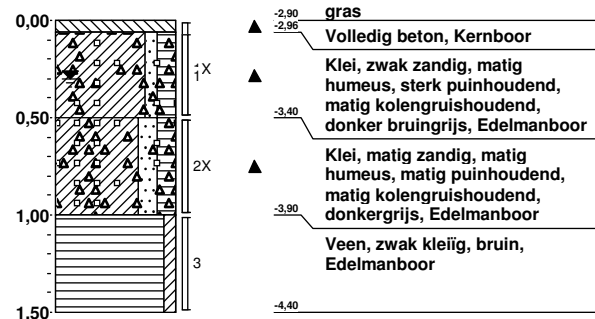 0,00
0,50
1,00
1,50
1X
1
2X
3
-2,90 gras
-2,96
Volledig beton, Kernboor
Klei, zwak zandig, matig
humeus, sterk puinhoudend,
matig kolengruishoudend,
donker bruingrijs, Edelmanboor
-3,40
Klei, matig zandig, matig
humeus, matig puinhoudend,
matig kolengruishoudend,
donkergrijs, Edelmanboor
-3,90
Veen, zwak kleiïg, bruin,
Edelmanboor
-4,40